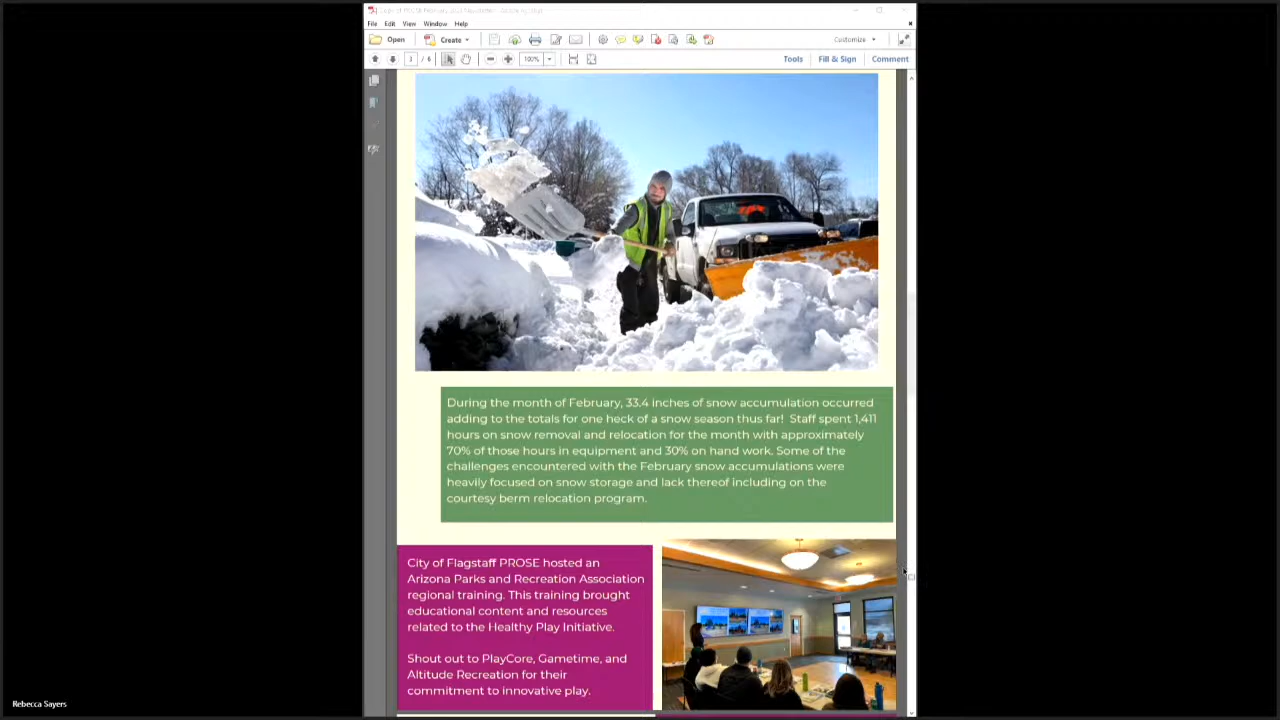 File Edit View Window Help
Open Create Customize
3 / 6 100% Tools Fill & Sign Comment
During the month of February, 33.4 inches of snow accumulation occurred
adding to the totals for one heck of a snow season thus far! Staff spent 1,411
hours on snow removal and relocation for the month with approximately
70% of those hours in equipment and 30% on hand work. Some of the
challenges encountered with the February snow accumulations were
heavily focused on snow storage and lack thereof including on the
courtesy berm relocation program.
City of Flagstaff PROSE hosted an
Arizona Parks and Recreation Association
regional training. This training brought
educational content and resources
related to the Healthy Play Initiative.
Shout out to PlayCore, Gametime, and
Altitude Recreation for their
commitment to innovative play.
Rebecca Sayers